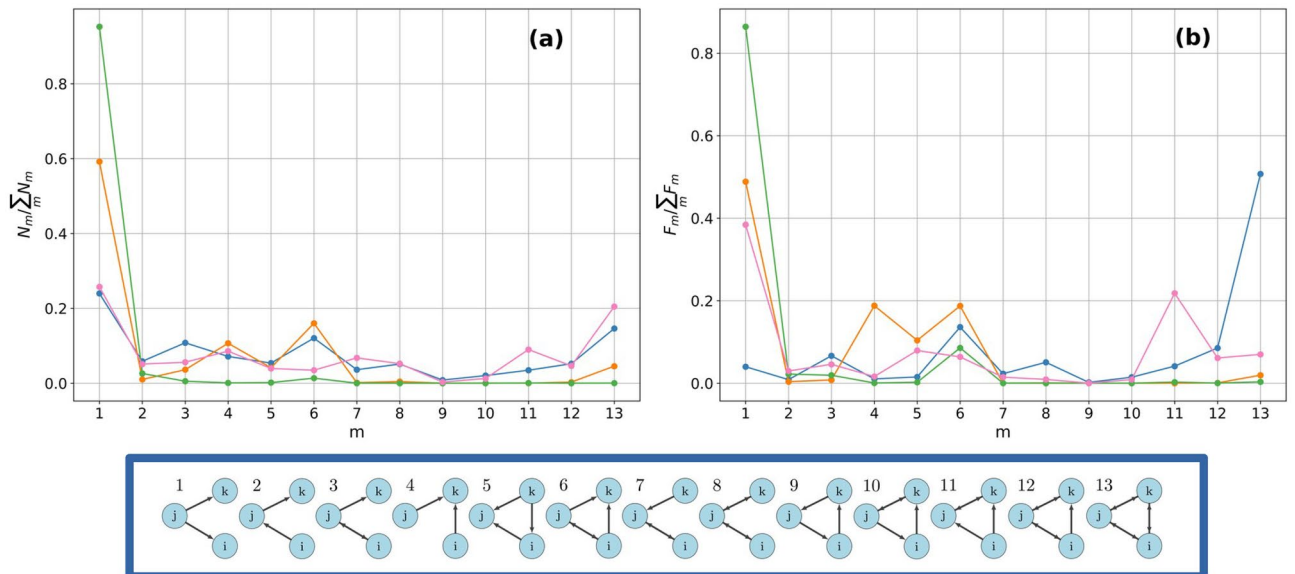 (a)
0.8
0.6
0.4
0.2
0.0
N_m/∑_m N_m
1 2 3 4 5 6 7 8 9 10 11 12 13
m
(b)
0.8
0.6
0.4
0.2
0.0
F_m/∑_m F_m
1 2 3 4 5 6 7 8 9 10 11 12 13
m
1 2 3 4 5 6 7 8 9 10 11 12 13
k k k k k k k k k k k k k
j j j j j j j j j j j j j
i i i i i i i i i i i i i